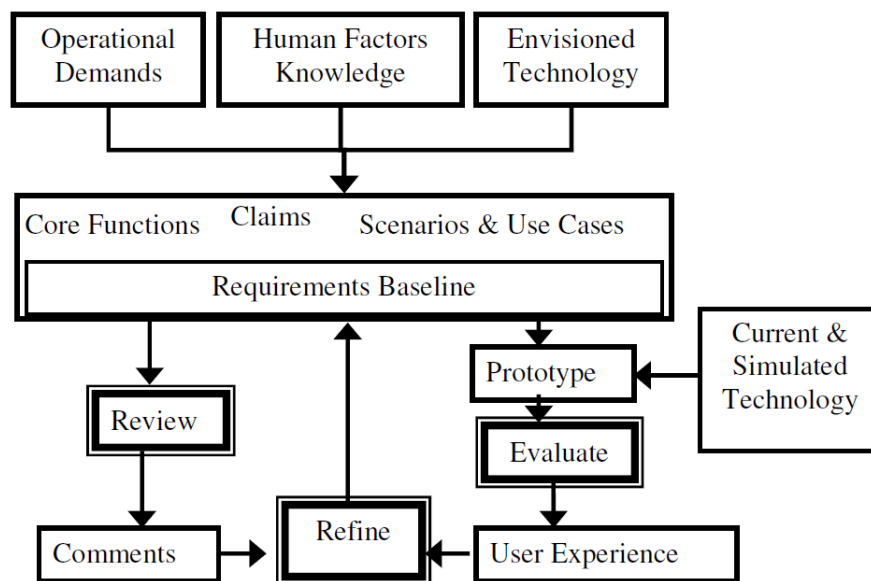 Operational
Demands
Human Factors
Knowledge
Envisioned
Technology
Core Functions
Claims
Scenarios & Use Cases
Requirements Baseline
Current &
Simulated
Technology
Prototype
Review
Evaluate
Refine
Comments
User Experience